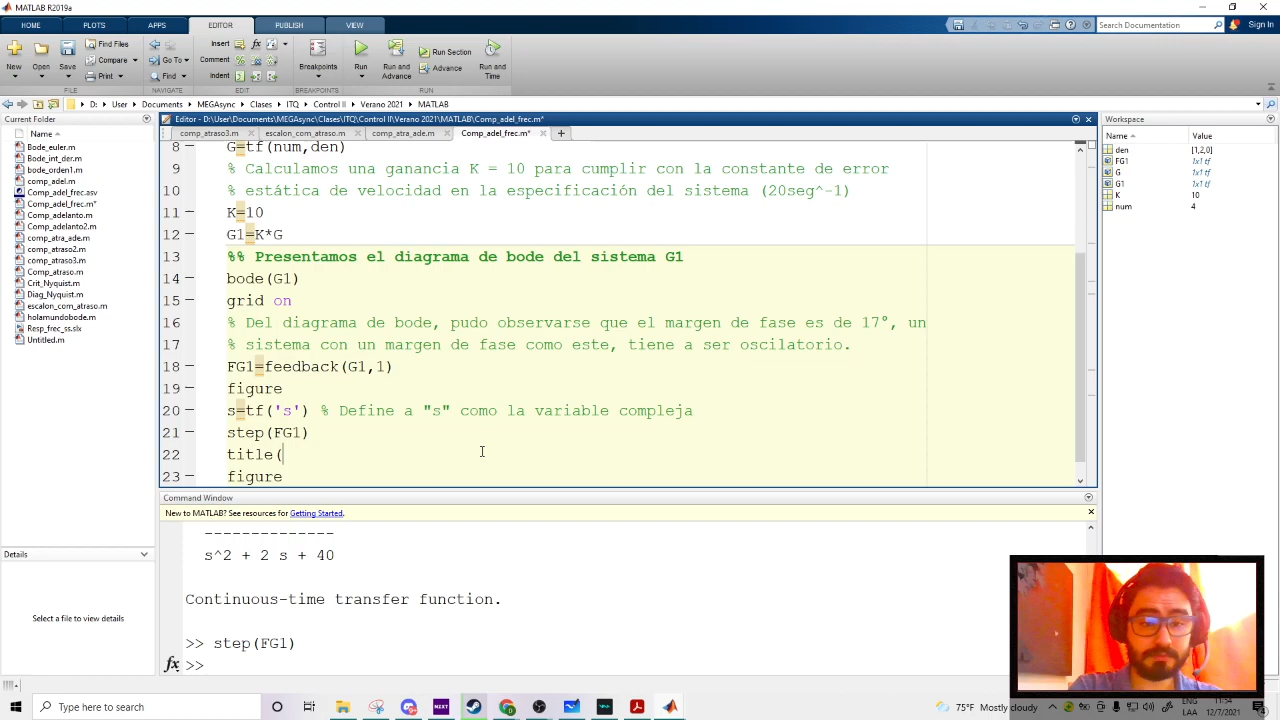 MATLAB R2019a
HOME PLOTS APPS EDITOR PUBLISH VIEW
Search Documentation Sign In
Find Files
Insert
Compare
Go To
Comment
Run Section
New Open Save
Breakpoints Run Run and Advance
Advance
Run and Time
Print
Find
Indent
FILE NAVIGATE EDIT BREAKPOINTS RUN
D: User Documents MEGAsync Clases ITQ Control II Verano 2021 MATLAB
Current Folder
Name
Bode_euler.m
Bode_int_der.m
bode_orden1.m
comp_adel.m
Comp_adel_frec.asv
Comp_adel_frec.m*
Comp_adelanto.m
Comp_adelanto2.m
comp_atra_ade.m
comp_atraso2.m
comp_atraso3.m
Comp_atraso.m
Crit_Nyquist.m
Diag_Nyquist.m
escalon_com_atraso.m
holamundobode.m
Resp_frec_ss.slx
Untitled.m
Details
Select a file to view details
Editor - D:\User\Documents\MEGAsync\Clases\ITQ\Control II\Verano 2021\MATLAB\Comp_adel_frec.m*
comp_atraso3.m escalon_com_atraso.m comp_atra_ade.m Comp_adel_frec.m*
8 G=tf(num,den)
9 % Calculamos una ganancia K = 10 para cumplir con la constante de error
10 % estática de velocidad en la especificación del sistema (20seg^-1)
11 K=10
12 G1=K*G
13 %% Presentamos el diagrama de bode del sistema G1
14 bode(G1)
15 grid on
16 % Del diagrama de bode, pudo observarse que el margen de fase es de 17°, un
17 % sistema con un margen de fase como este, tiene a ser oscilatorio.
18 FG1=feedback(G1,1)
19 figure
20 s=tf('s') % Define a "s" como la variable compleja
21 step(FG1)
22 title(
23 figure
Command Window
New to MATLAB? See resources for Getting Started.
--------------
s^2 + 2 s + 40
Continuous-time transfer function.
>> step(FG1)
fx >>
Workspace
Name Value
den [1,2,0]
FG1 1x1 tf
G 1x1 tf
G1 1x1 tf
K 10
num 4
Type here to search
NZXT
75°F Mostly cloudy
ENG
LAA
11:54
12/7/2021